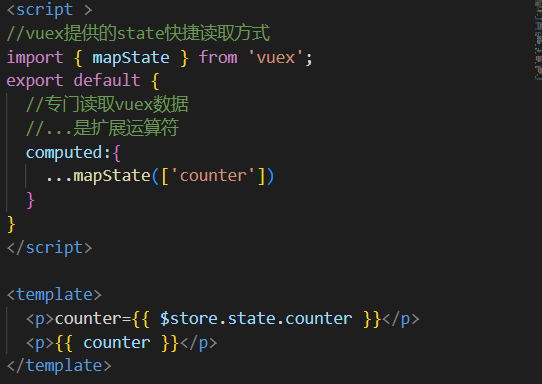 <script >
//vuex提供的state快捷读取方式
import { mapState } from 'vuex';
export default {
  //专门读取vuex数据
  //...是扩展运算符
  computed:{
    ...mapState(['counter'])
  }
}
</script>

<template>
  <p>counter={{ $store.state.counter }}</p>
  <p>{{ counter }}</p>
</template>